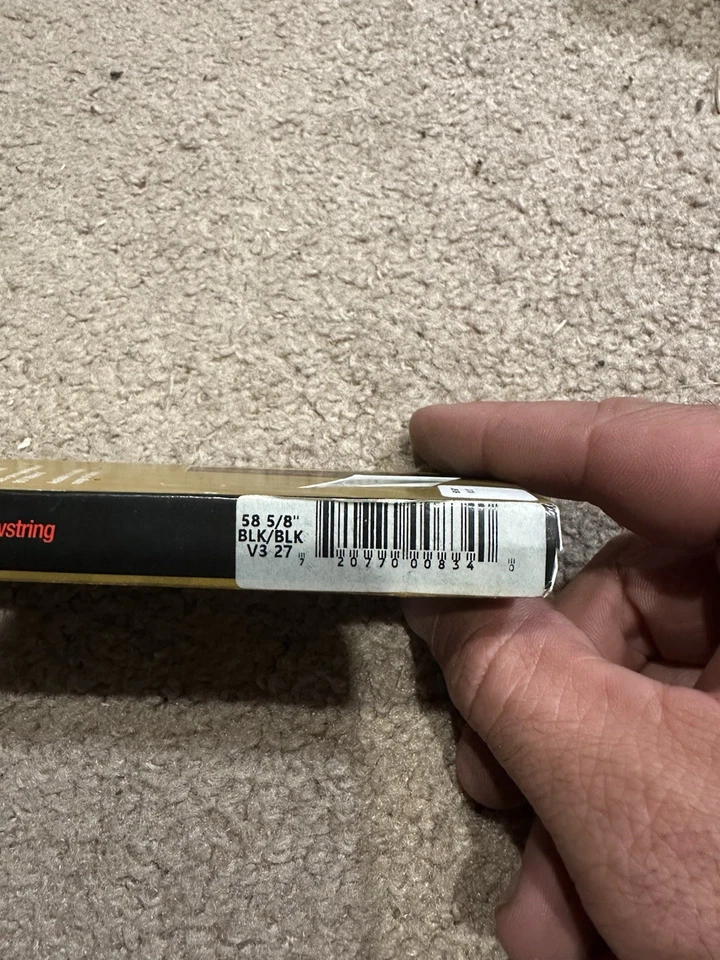 wstring
58 5/8"
BLK/BLK
V3 27
7 20770 00834 0